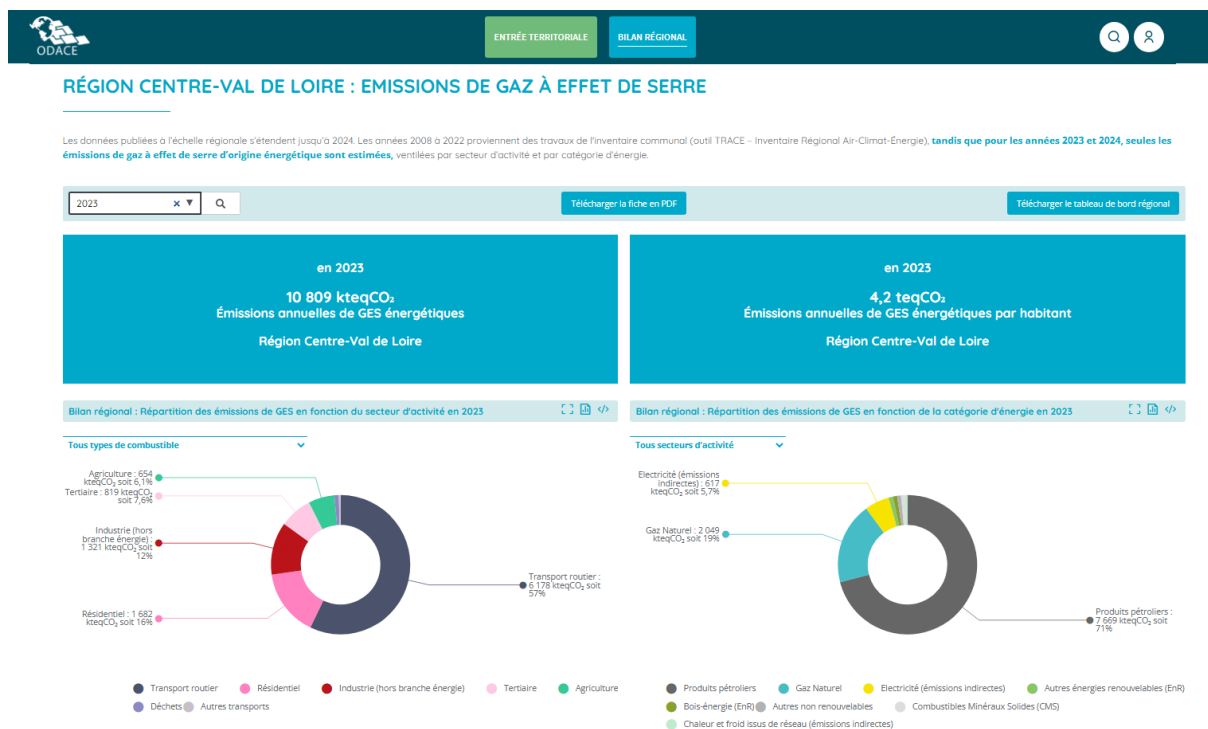 ODACE
ENTRÉE TERRITORIALE
BILAN RÉGIONAL
RÉGION CENTRE-VAL DE LOIRE : EMISSIONS DE GAZ À EFFET DE SERRE
Les données publiées à l'échelle régionale s'étendent jusqu'à 2024. Les années 2008 à 2022 proviennent des travaux de l'inventaire communal (outil TRACE – Inventaire Régional Air-Climat-Énergie), tandis que pour les années 2023 et 2024, seules les
émissions de gaz à effet de serre d'origine énergétique sont estimées, ventilées par secteur d'activité et par catégorie d'énergie.
2023
Télécharger la fiche en PDF
Télécharger le tableau de bord régional
en 2023
10 809 kteqCO₂
Émissions annuelles de GES énergétiques
Région Centre-Val de Loire
en 2023
4,2 teqCO₂
Émissions annuelles de GES énergétiques par habitant
Région Centre-Val de Loire
Bilan régional : Répartition des émissions de GES en fonction du secteur d'activité en 2023
Tous types de combustible
Agriculture : 654
kteqCO₂ soit 6,1%
Tertiaire : 819 kteqCO₂
soit 7,6%
Industrie (hors
branche énergie) :
1 321 kteqCO₂ soit
12%
Résidentiel : 1 682
kteqCO₂ soit 16%
Transport routier :
6 178 kteqCO₂ soit
57%
Transport routier
Résidentiel
Industrie (hors branche énergie)
Tertiaire
Agriculture
Déchets
Autres transports
Bilan régional : Répartition des émissions de GES en fonction de la catégorie d'énergie en 2023
Tous secteurs d'activité
Electricité (émissions
indirectes) : 617
kteqCO₂ soit 5,7%
Gaz Naturel : 2 049
kteqCO₂ soit 19%
Produits pétroliers :
7 669 kteqCO₂ soit
71%
Produits pétroliers
Gaz Naturel
Electricité (émissions indirectes)
Autres énergies renouvelables (EnR)
Bois-énergie (EnR)
Autres non renouvelables
Combustibles Minéraux Solides (CMS)
Chaleur et froid issus de réseau (émissions indirectes)